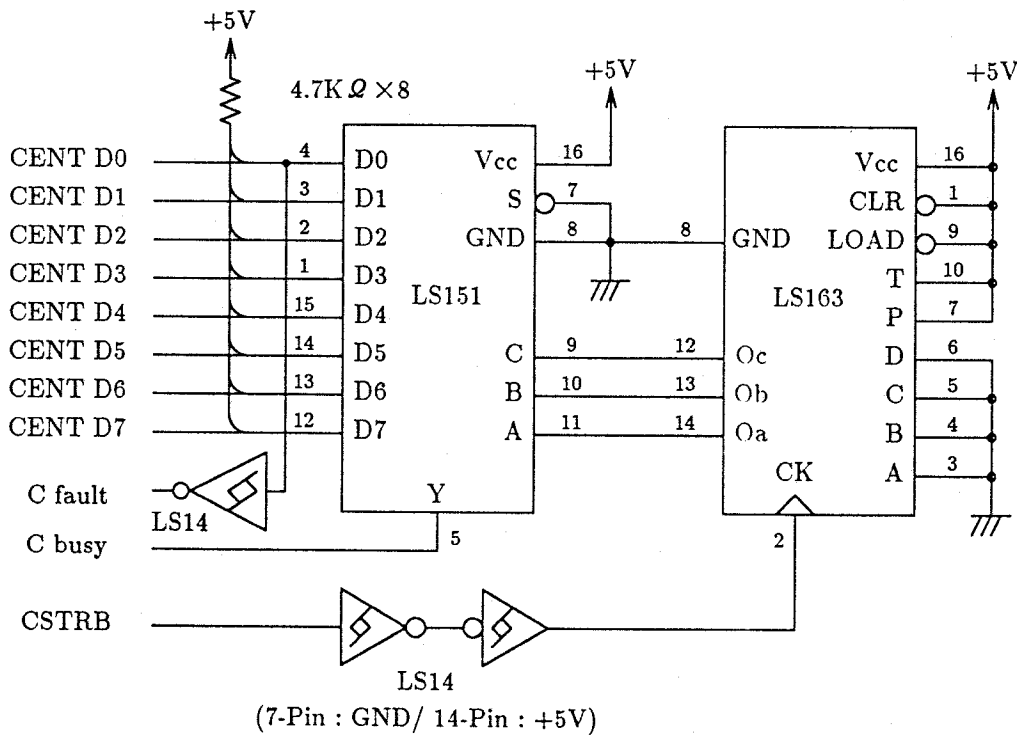 +5V
4.7KΩ×8
+5V
+5V
CENT D0
4
D0
Vcc
16
Vcc
16
CENT D1
3
D1
S
7
CLR
1
CENT D2
2
D2
GND
8
8
GND
LOAD
9
CENT D3
1
D3
T
10
LS151
LS163
CENT D4
15
D4
P
7
CENT D5
14
D5
C
9
12
Oc
D
6
CENT D6
13
D6
B
10
13
Ob
C
5
CENT D7
12
D7
A
11
14
Oa
B
4
CK
A
3
C fault
LS14
Y
C busy
5
2
CSTRB
LS14
(7-Pin : GND/ 14-Pin : +5V)